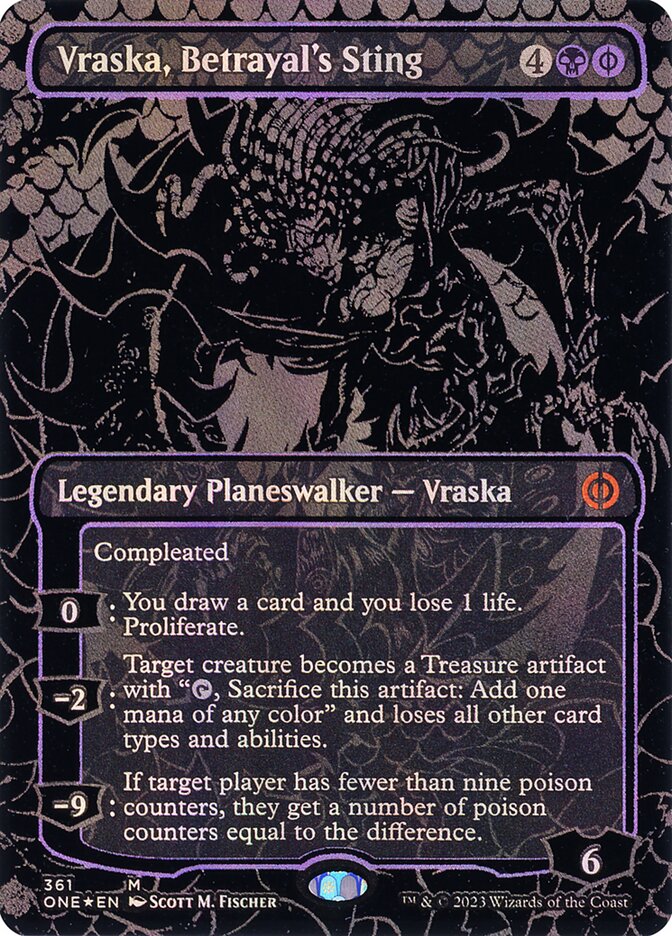 Vraska, Betrayal's Sting 4
Legendary Planeswalker — Vraska
Compleated
0 : You draw a card and you lose 1 life.
Proliferate.
Target creature becomes a Treasure artifact
−2 : with “, Sacrifice this artifact: Add one
mana of any color” and loses all other card
types and abilities.
If target player has fewer than nine poison
−9 : counters, they get a number of poison
counters equal to the difference.
6
361 M
ONE★EN Scott M. Fischer ™ & © 2023 Wizards of the Coast